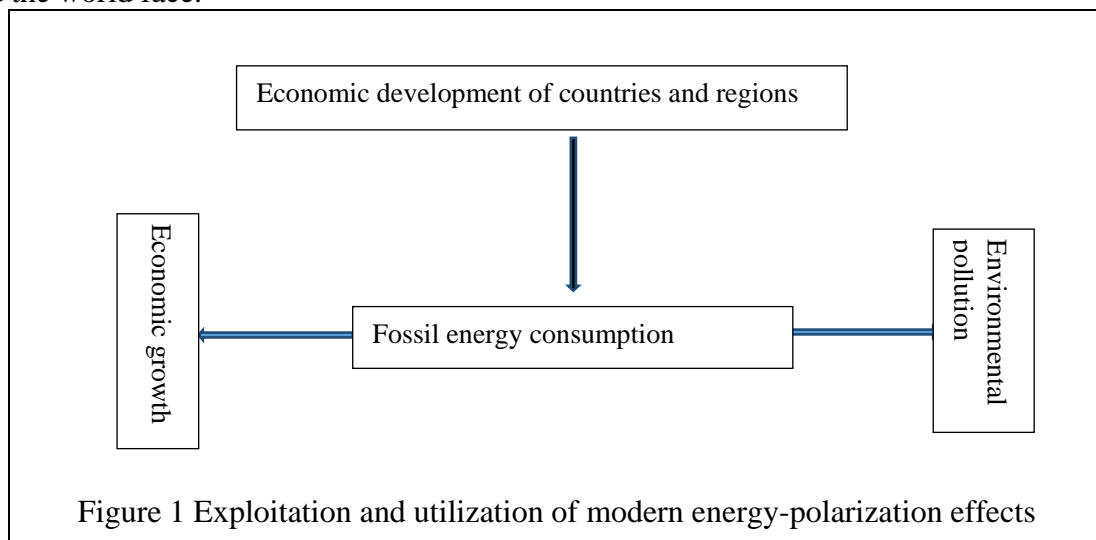 the world face.
Economic development of countries and regions
Economic growth
Fossil energy consumption
Environmental
pollution
Figure 1 Exploitation and utilization of modern energy-polarization effects